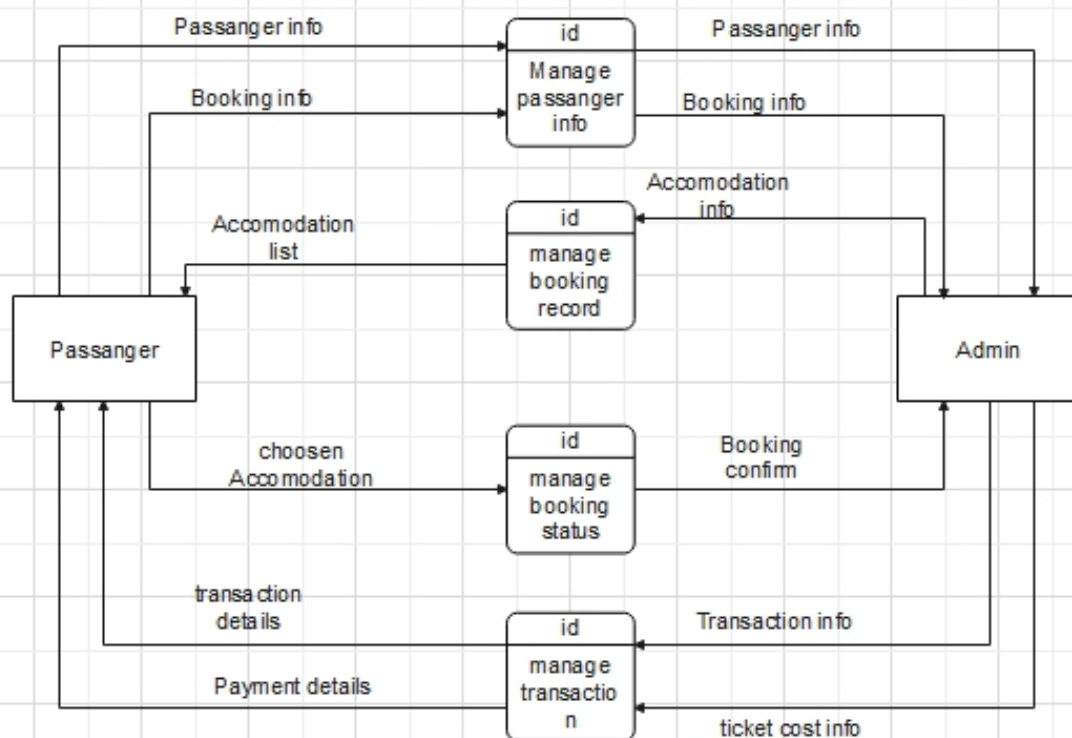 Passanger info
id
Passanger info
Manage
passanger
info
Booking info
Booking info
Accomodation
info
id
Accomodation
list
manage
booking
record
Passanger
Admin
id
choosen
Accomodation
Booking
confirm
manage
booking
status
transaction
details
id
Transaction info
manage
transactio
n
Payment details
ticket cost info